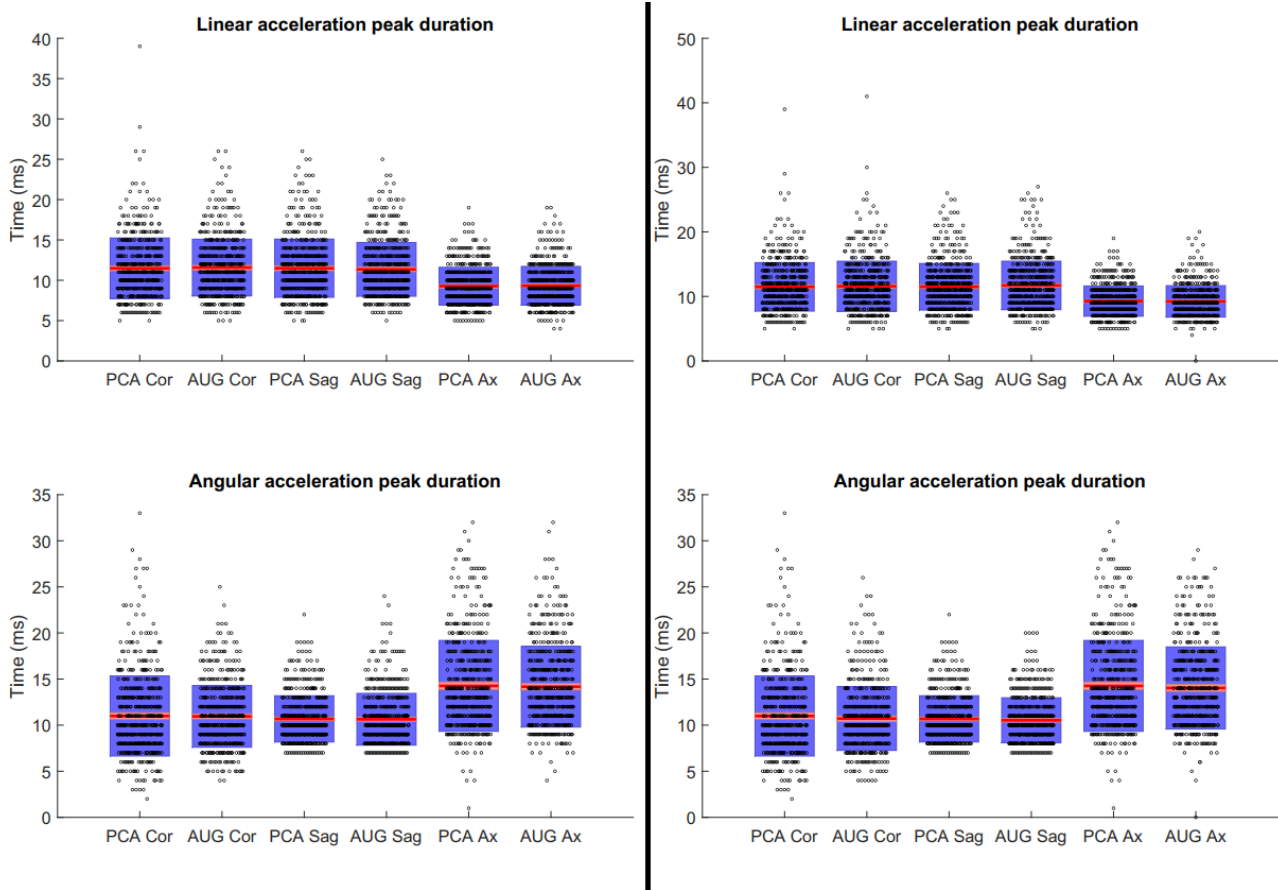 Linear acceleration peak duration
40
35
30
25
20
15
10
5
0
Time (ms)
PCA Cor AUG Cor PCA Sag AUG Sag PCA Ax AUG Ax
Linear acceleration peak duration
50
40
30
20
10
0
Time (ms)
PCA Cor AUG Cor PCA Sag AUG Sag PCA Ax AUG Ax
Angular acceleration peak duration
35
30
25
20
15
10
5
0
Time (ms)
PCA Cor AUG Cor PCA Sag AUG Sag PCA Ax AUG Ax
Angular acceleration peak duration
35
30
25
20
15
10
5
0
Time (ms)
PCA Cor AUG Cor PCA Sag AUG Sag PCA Ax AUG Ax